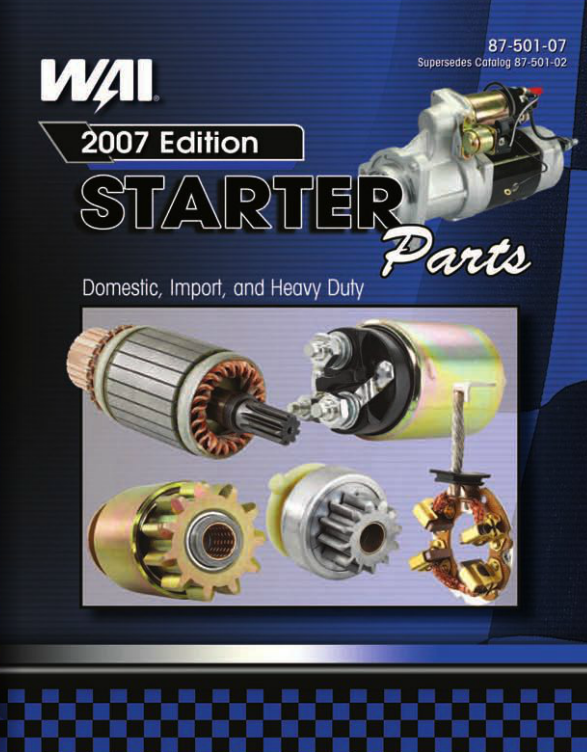 87-501-07
Supersedes Catalog 87-501-02
WAI.
2007 Edition
STARTER
Parts
Domestic, Import, and Heavy Duty